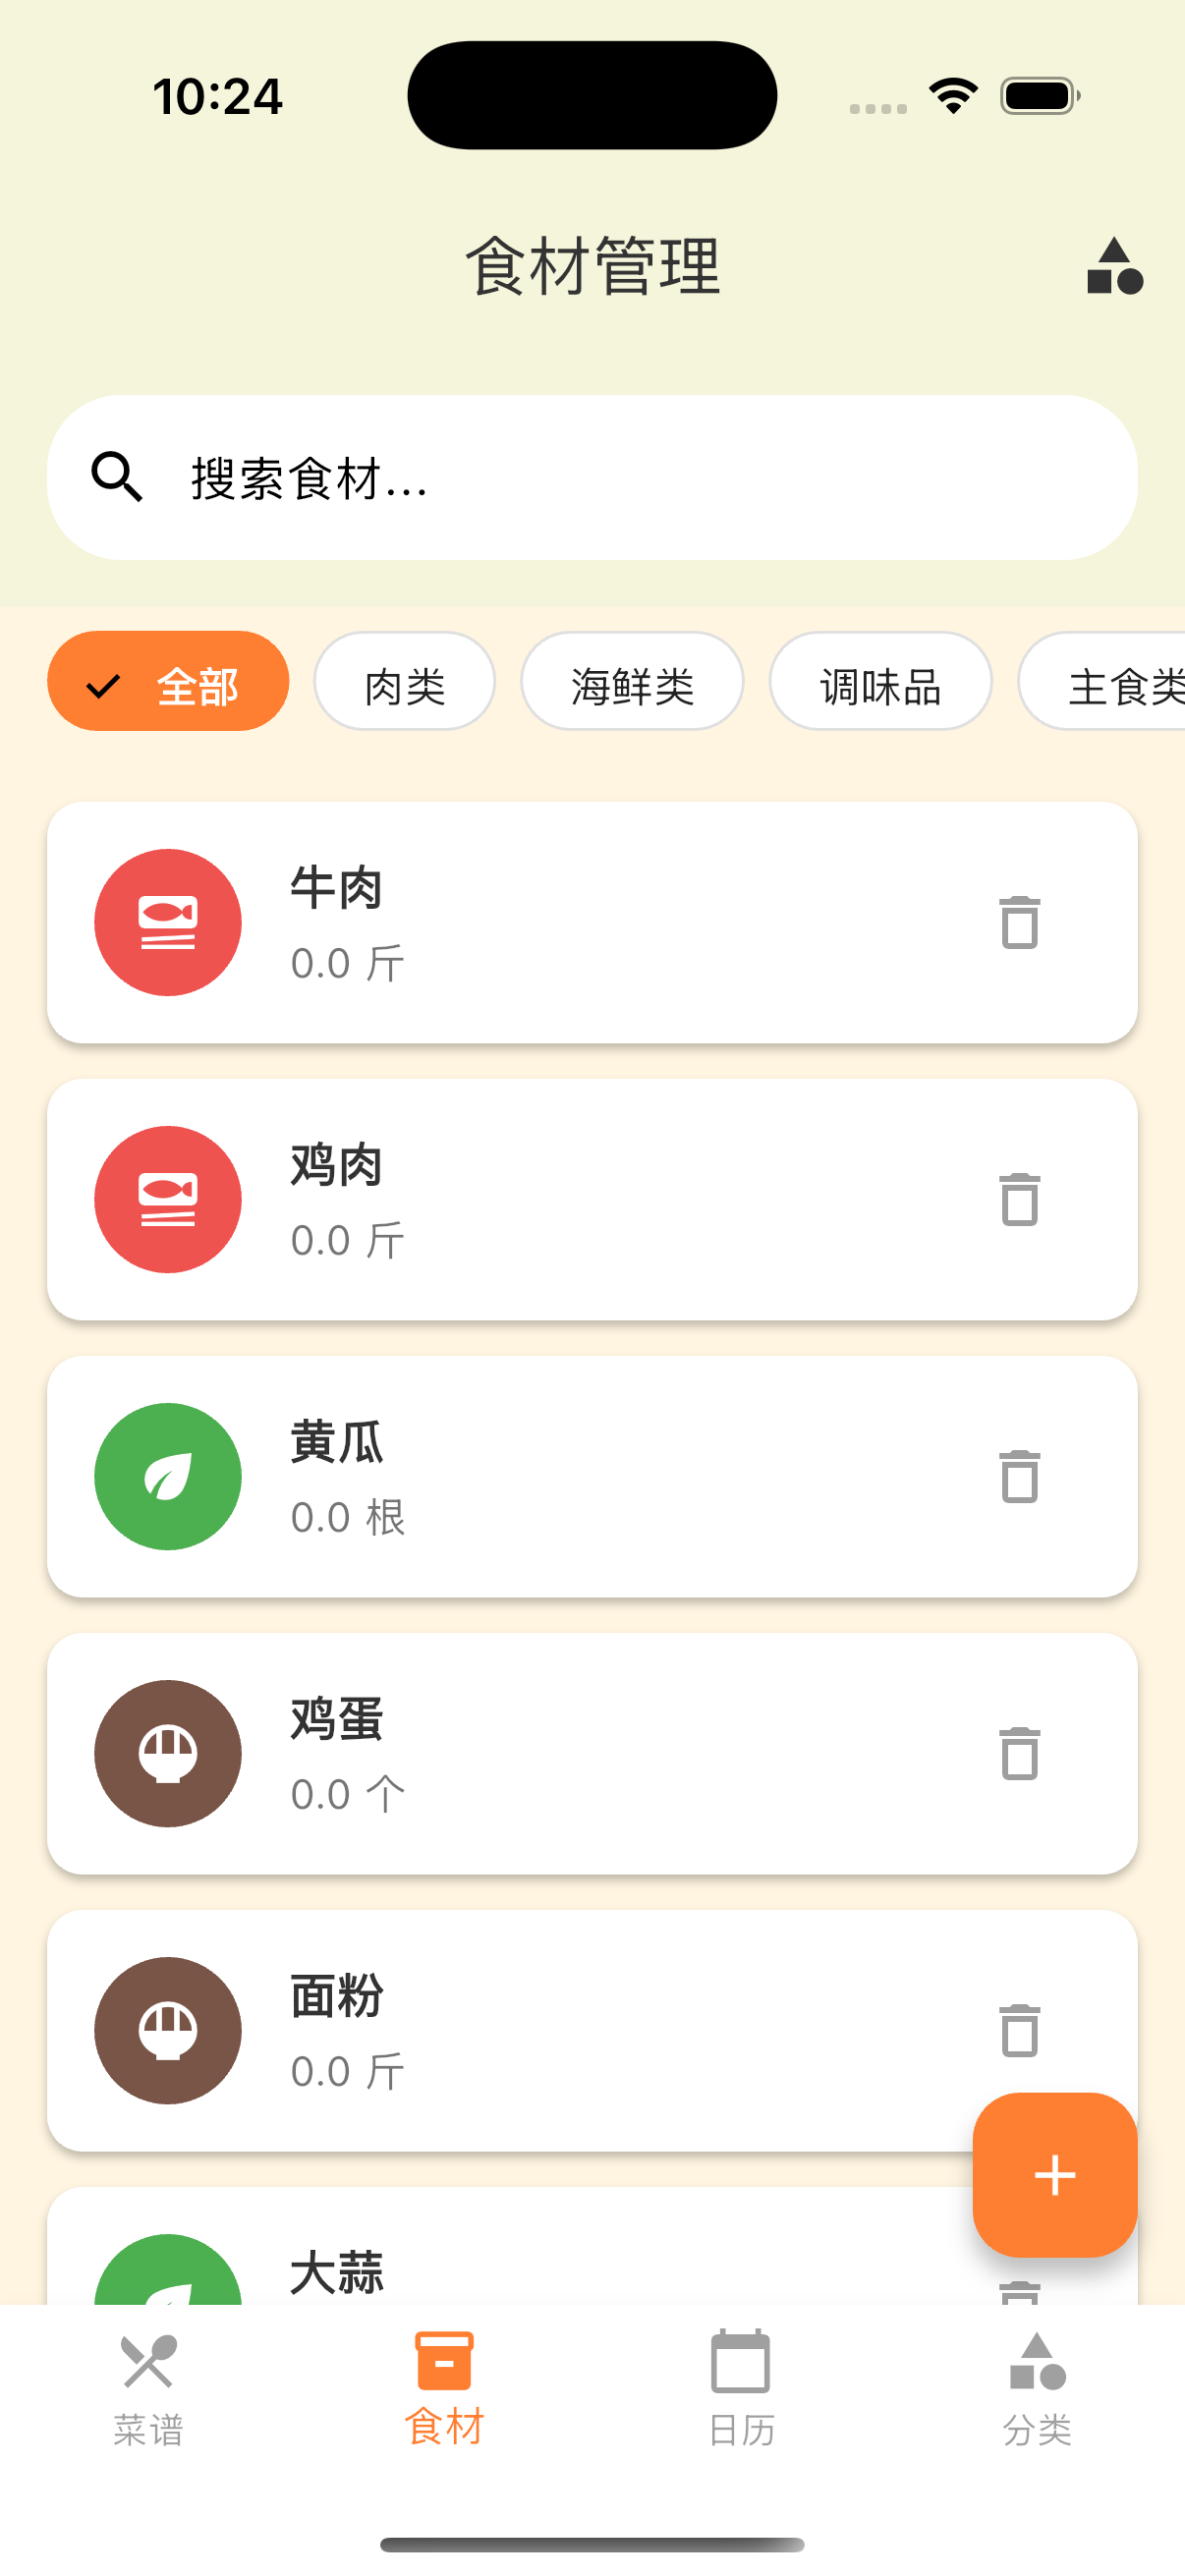 10:24
食材管理
搜索食材...
全部
肉类
海鲜类
调味品
主食类
牛肉
0.0 斤
鸡肉
0.0 斤
黄瓜
0.0 根
鸡蛋
0.0 个
面粉
0.0 斤
大蒜
菜谱
食材
日历
分类